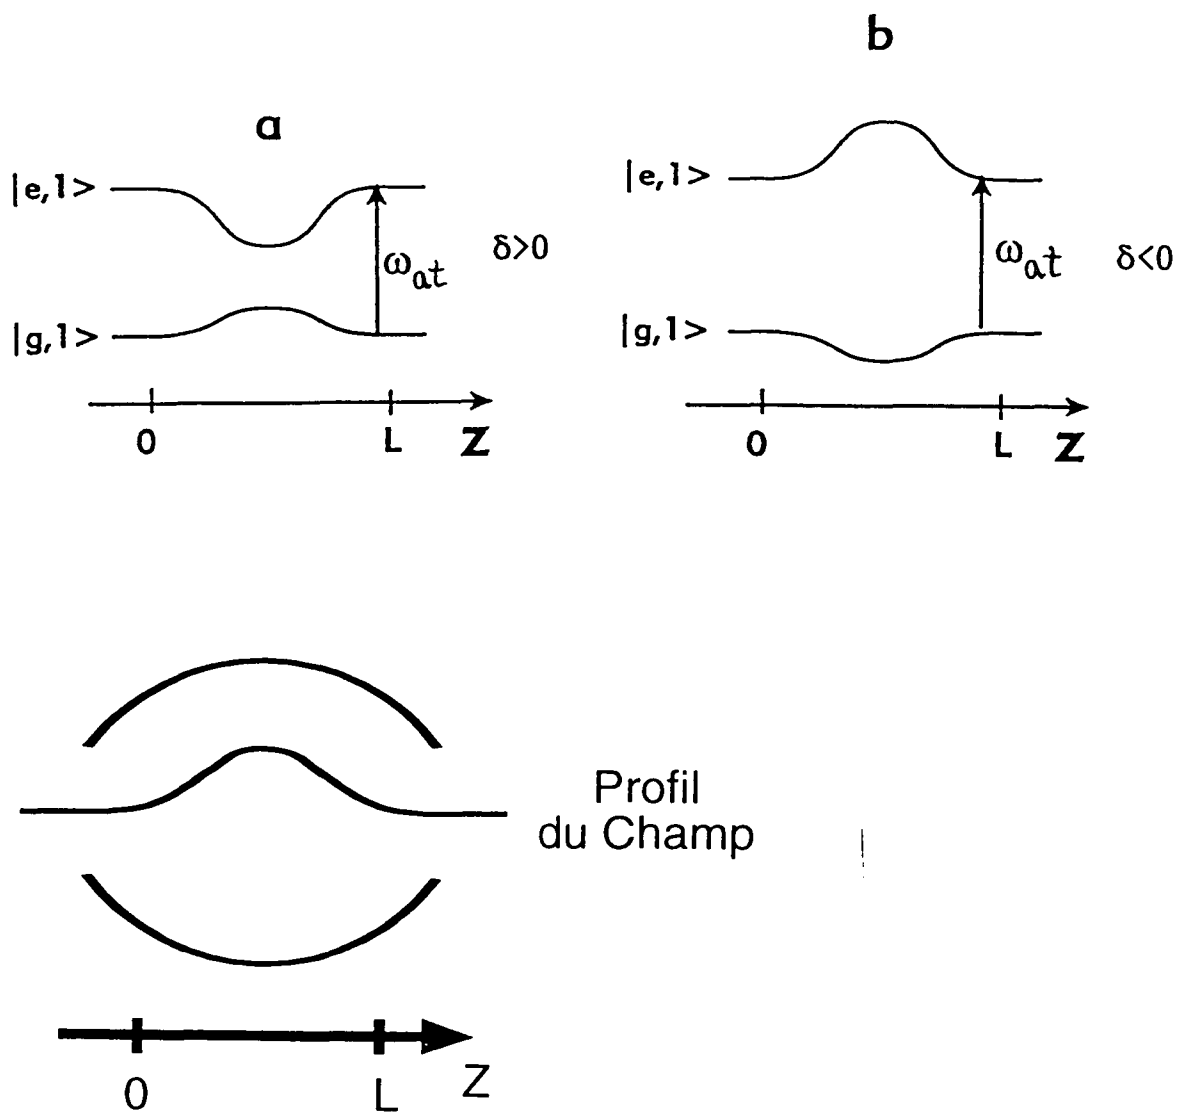 a
|e,1>
ω_at
δ>0
|g,1>
0
L
Z
b
|e,1>
ω_at
δ<0
|g,1>
0
L
Z
Profil
du Champ
0
L
Z